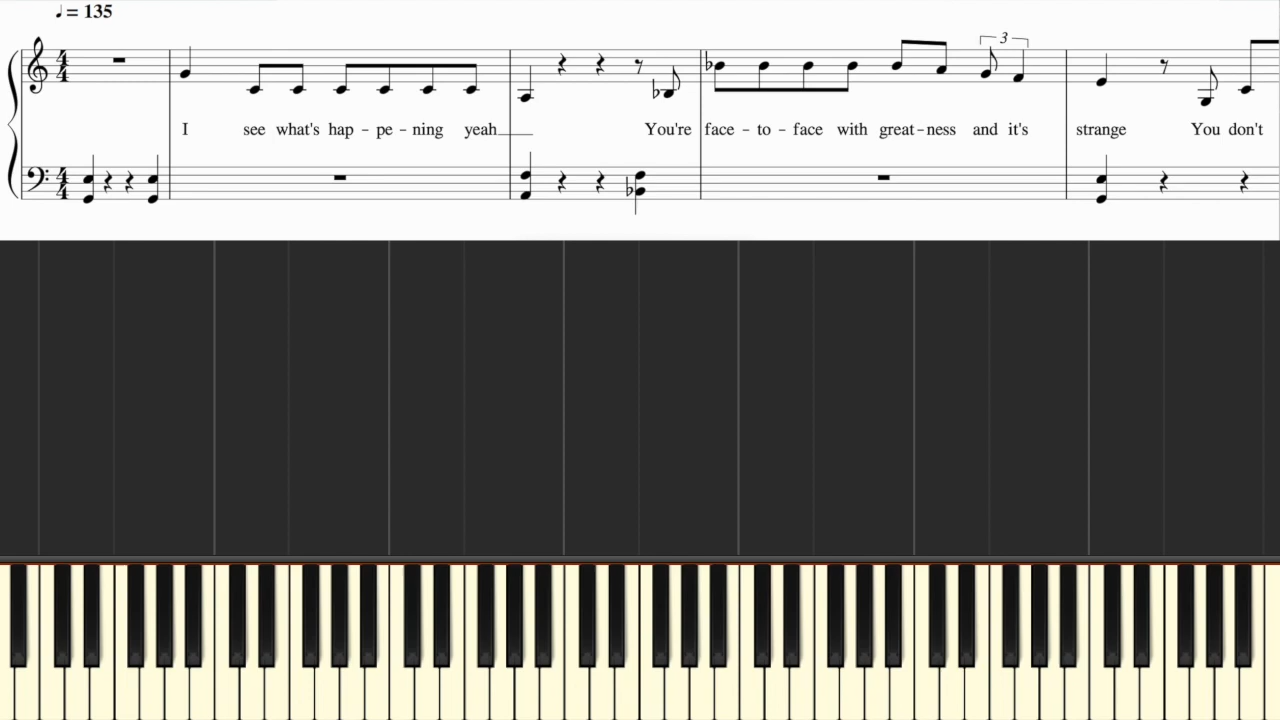 ♩ = 135
3
I see what's hap - pe - ning yeah You're face - to - face with great - ness and it's strange You don't